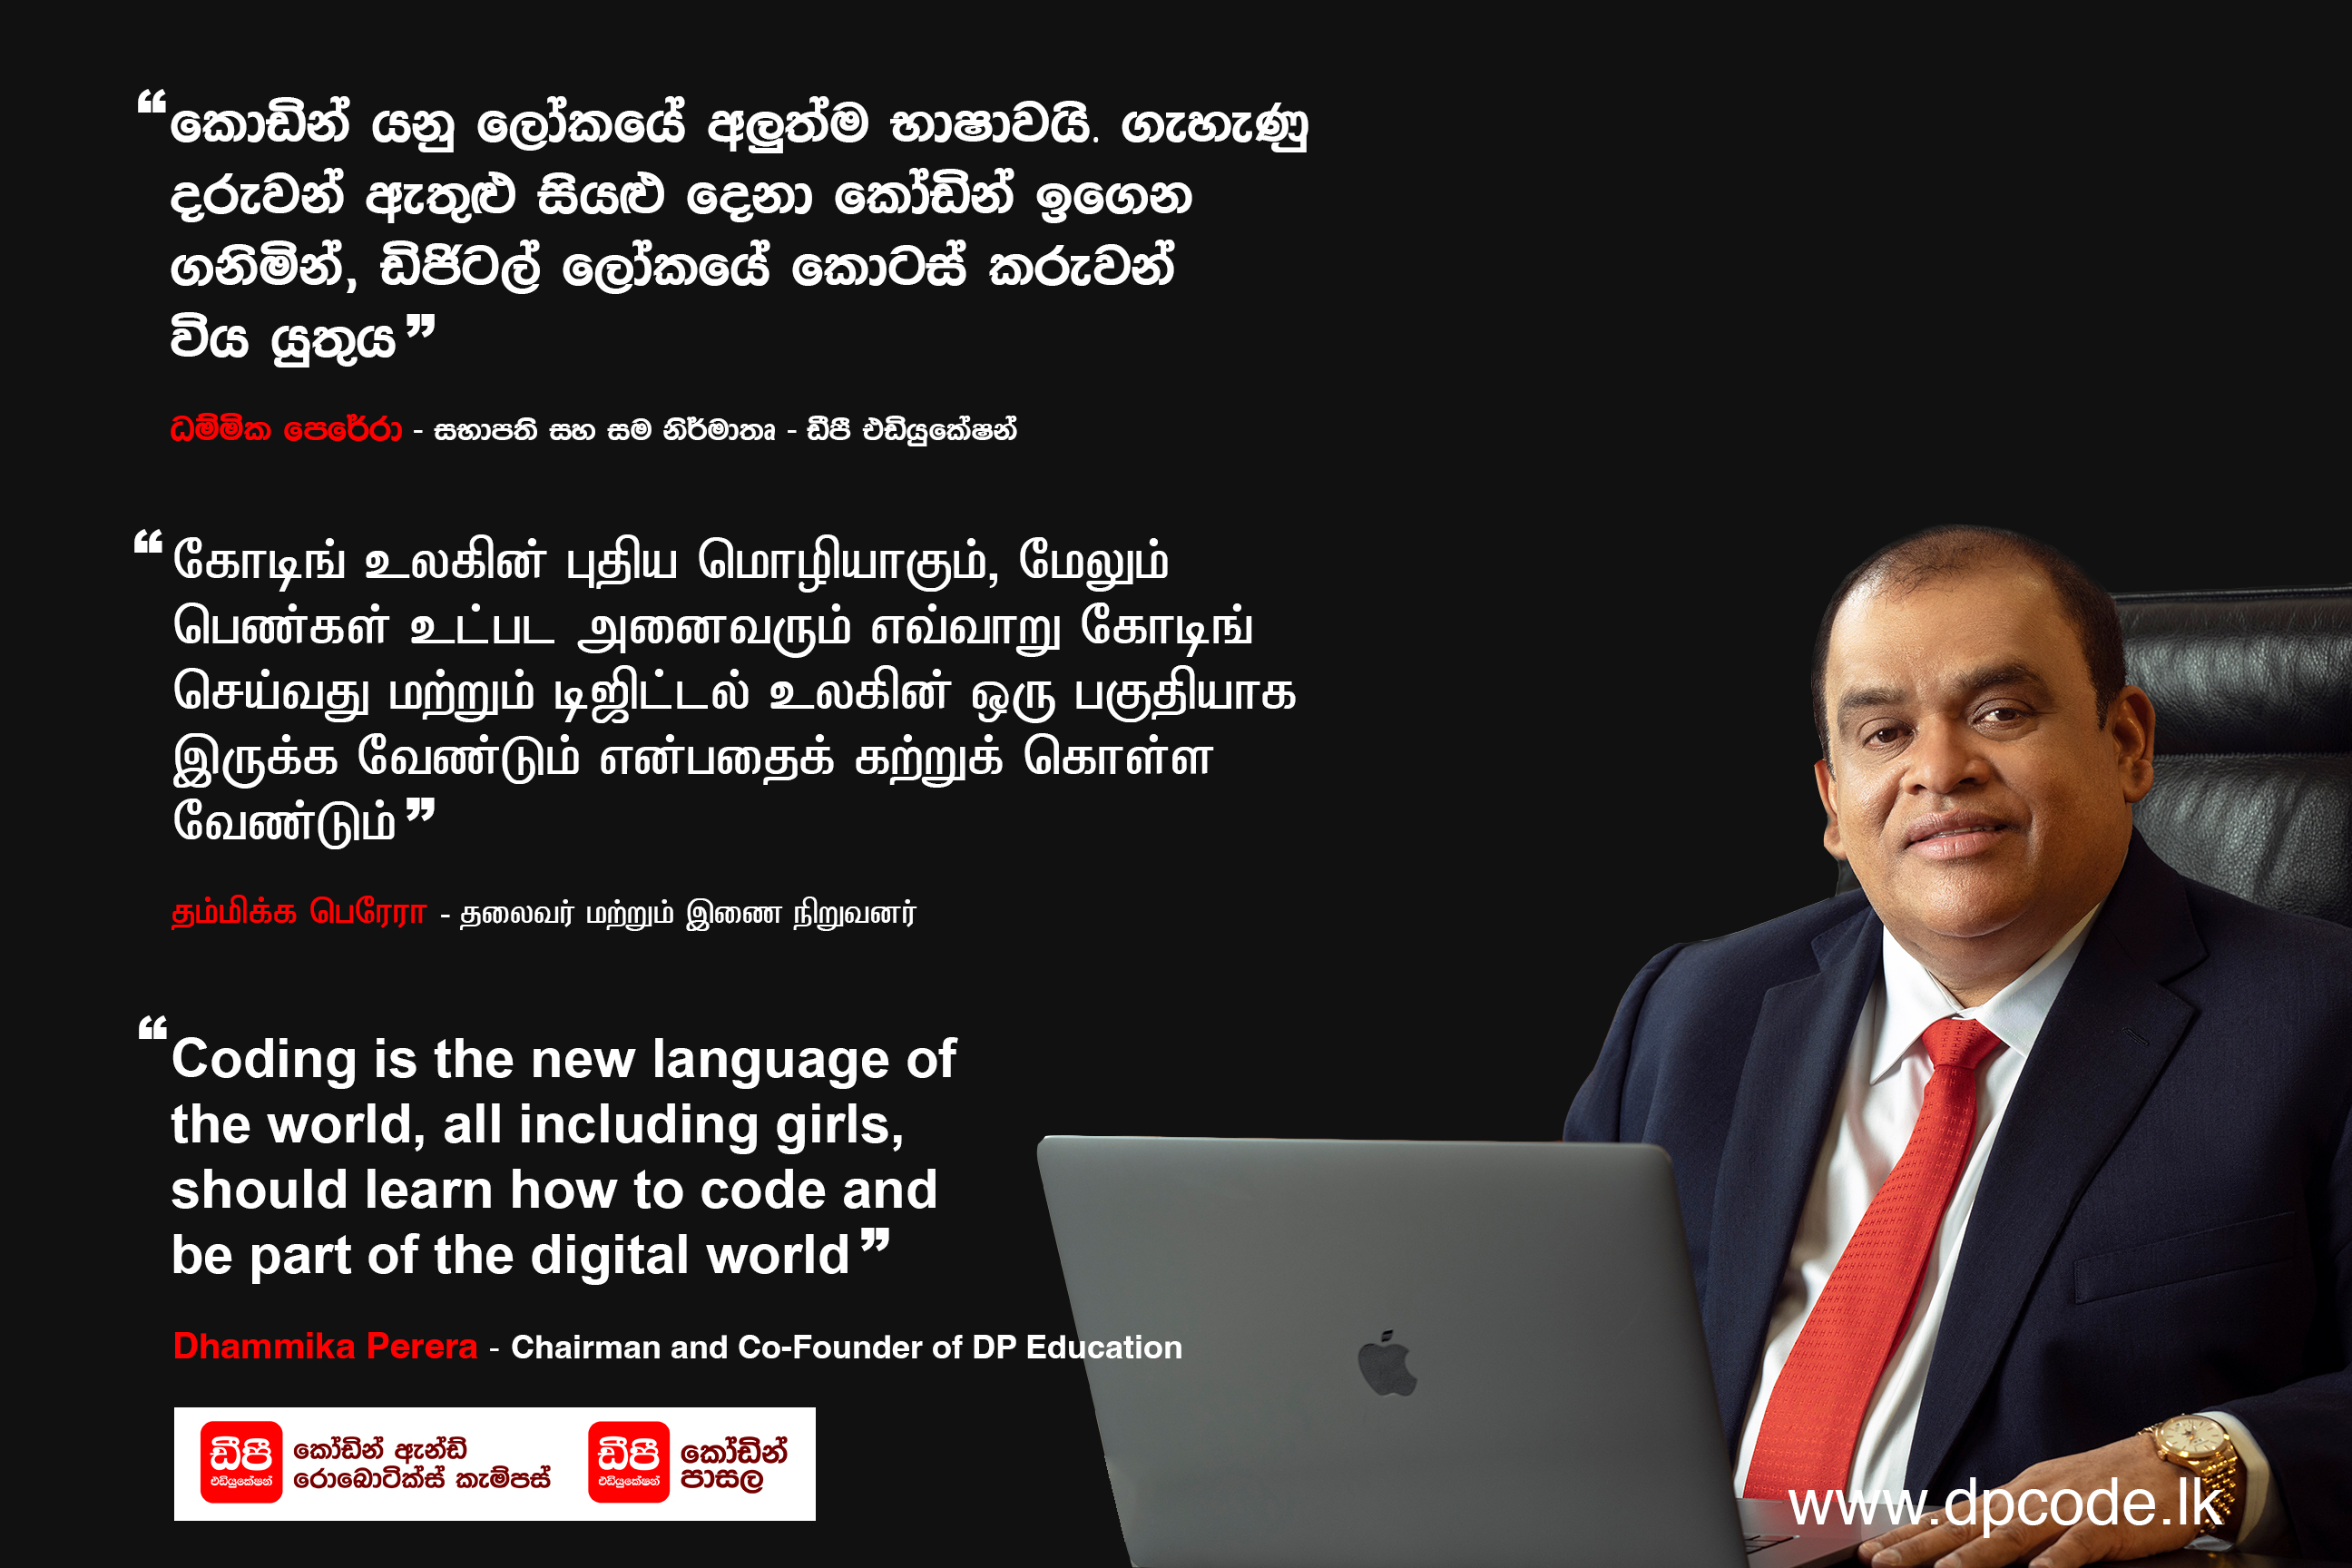 ❝කොඩින් යනු ලෝකයේ අලුත්ම භාෂාවයි. ගැහැණු
දරුවන් ඇතුළු සියළු දෙනා කෝඩින් ඉගෙන
ගනිමින්, ඩිජිටල් ලෝකයේ කොටස් කරුවන්
විය යුතුය❞
ධම්මික පෙරේරා - සභාපති සහ සම නිර්මාතෘ - ඩීපී එඩියුකේෂන්
❝கோடிங் உலகின் புதிய மொழியாகும், மேலும்
பெண்கள் உட்பட அனைவரும் எவ்வாறு கோடிங்
செய்வது மற்றும் டிஜிட்டல் உலகின் ஒரு பகுதியாக
இருக்க வேண்டும் என்பதைக் கற்றுக் கொள்ள
வேண்டும்❞
தம்மிக்க பெரேரா - தலைவர் மற்றும் இணை நிறுவனர்
❝Coding is the new language of
the world, all including girls,
should learn how to code and
be part of the digital world❞
Dhammika Perera - Chairman and Co-Founder of DP Education
ඩීපී
එඩියුකේෂන්
කෝඩින් ඇන්ඩ්
රොබොටික්ස් කැම්පස්
ඩීපී
එඩියුකේෂන්
කෝඩින්
පාසල
www.dpcode.lk